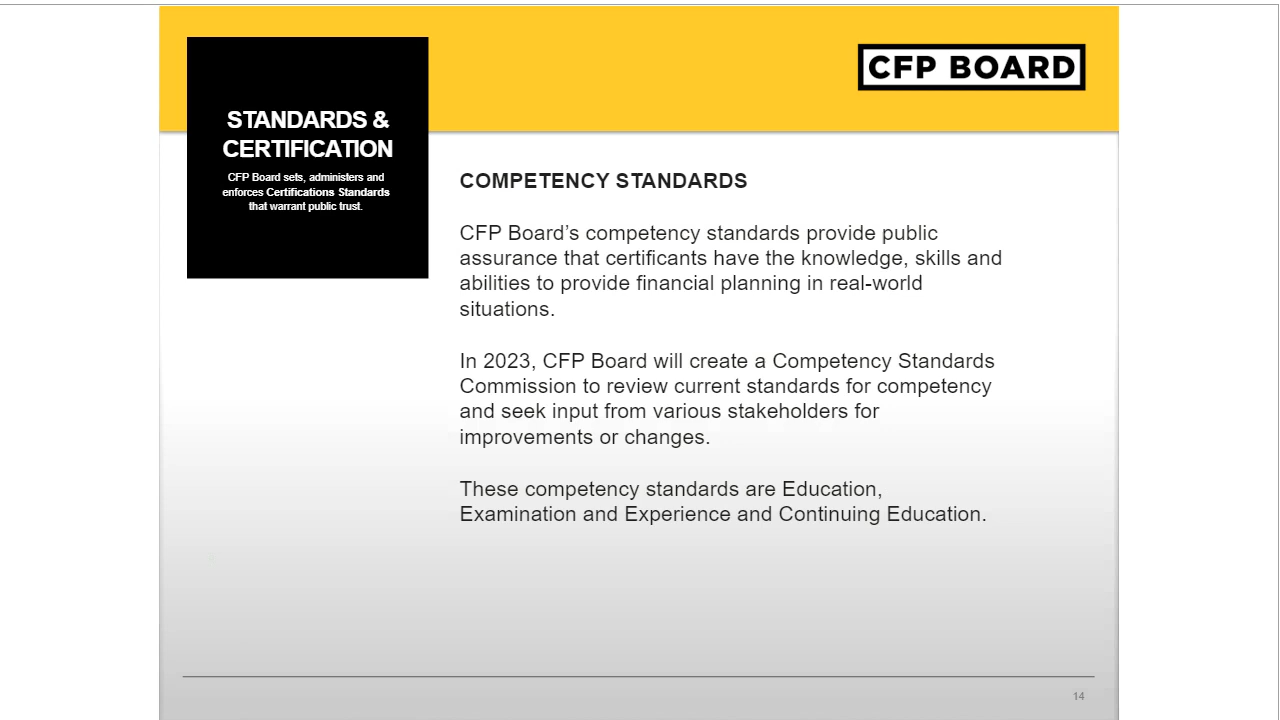 STANDARDS &
CERTIFICATION
CFP Board sets, administers and
enforces Certifications Standards
that warrant public trust.
CFP BOARD
COMPETENCY STANDARDS
CFP Board’s competency standards provide public
assurance that certificants have the knowledge, skills and
abilities to provide financial planning in real-world
situations.
In 2023, CFP Board will create a Competency Standards
Commission to review current standards for competency
and seek input from various stakeholders for
improvements or changes.
These competency standards are Education,
Examination and Experience and Continuing Education.
14